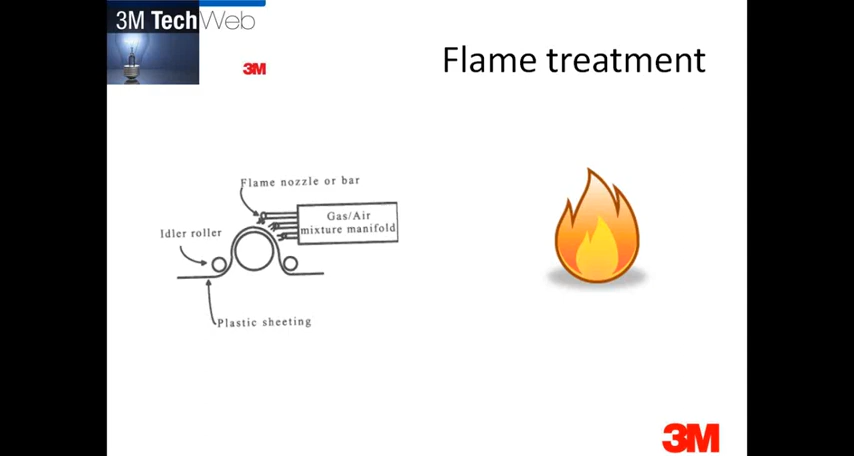 3M TechWeb
3M
Flame treatment
Flame nozzle or bar
Gas/Air
mixture manifold
Idler roller
Plastic sheeting
3M